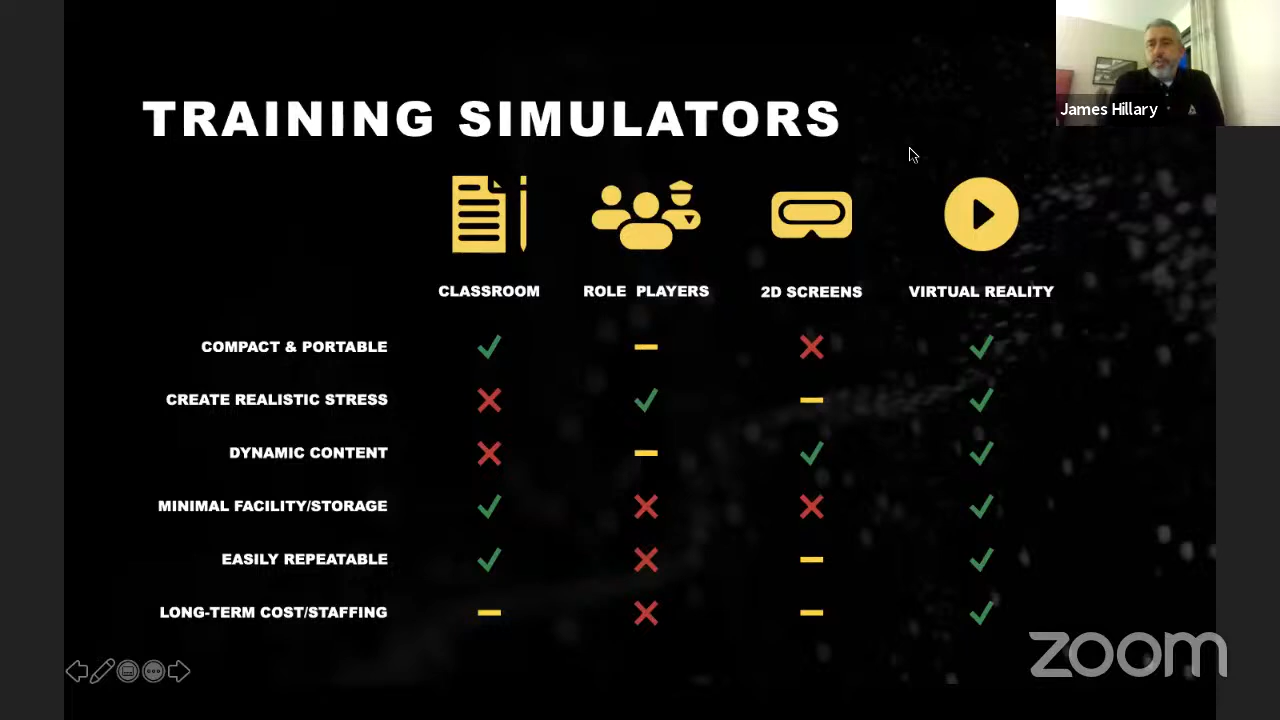 James Hillary
TRAINING SIMULATORS
CLASSROOM ROLE PLAYERS 2D SCREENS VIRTUAL REALITY
COMPACT & PORTABLE
CREATE REALISTIC STRESS
DYNAMIC CONTENT
MINIMAL FACILITY/STORAGE
EASILY REPEATABLE
LONG-TERM COST/STAFFING
zoom